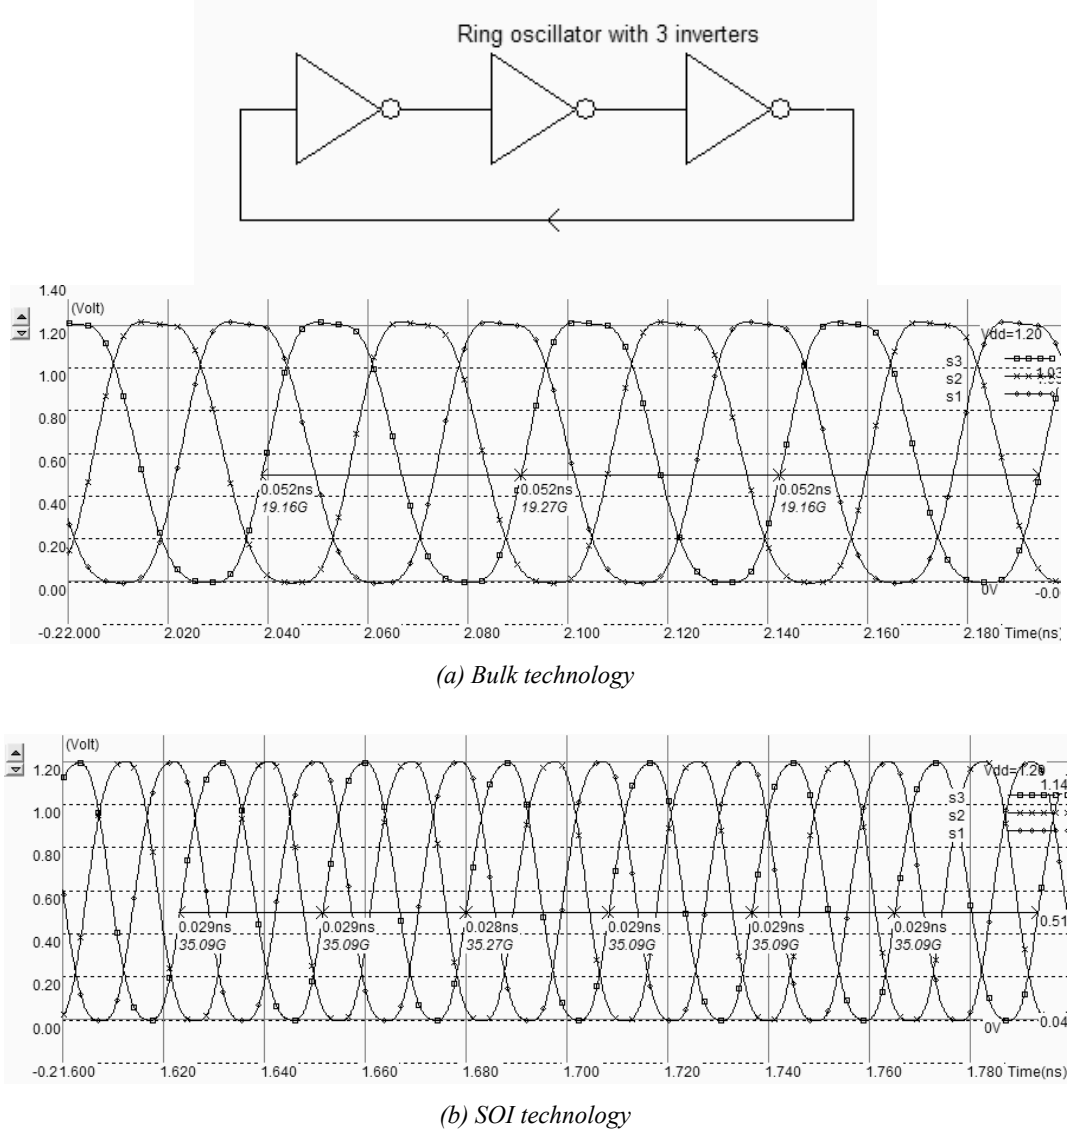 Ring oscillator with 3 inverters
1.40
(Volt)
1.20
Vdd=1.20
s3
1.00
s2
s1
0.80
0.60
0.052ns 0.052ns 0.052ns
19.16G 19.27G 19.16G
0.40
0.20
0.00
0V
-0.0
-0.22.000 2.020 2.040 2.060 2.080 2.100 2.120 2.140 2.160 2.180 Time(ns)
(a) Bulk technology
(Volt)
1.20
Vdd=1.20
1.14
s3
1.00
s2
s1
0.80
0.60
0.51
0.029ns 0.029ns 0.028ns 0.029ns 0.029ns 0.029ns
35.09G 35.09G 35.27G 35.09G 35.09G 35.09G
0.40
0.20
0.00
0V
0.04
-0.21.600 1.620 1.640 1.660 1.680 1.700 1.720 1.740 1.760 1.780 Time(ns)
(b) SOI technology